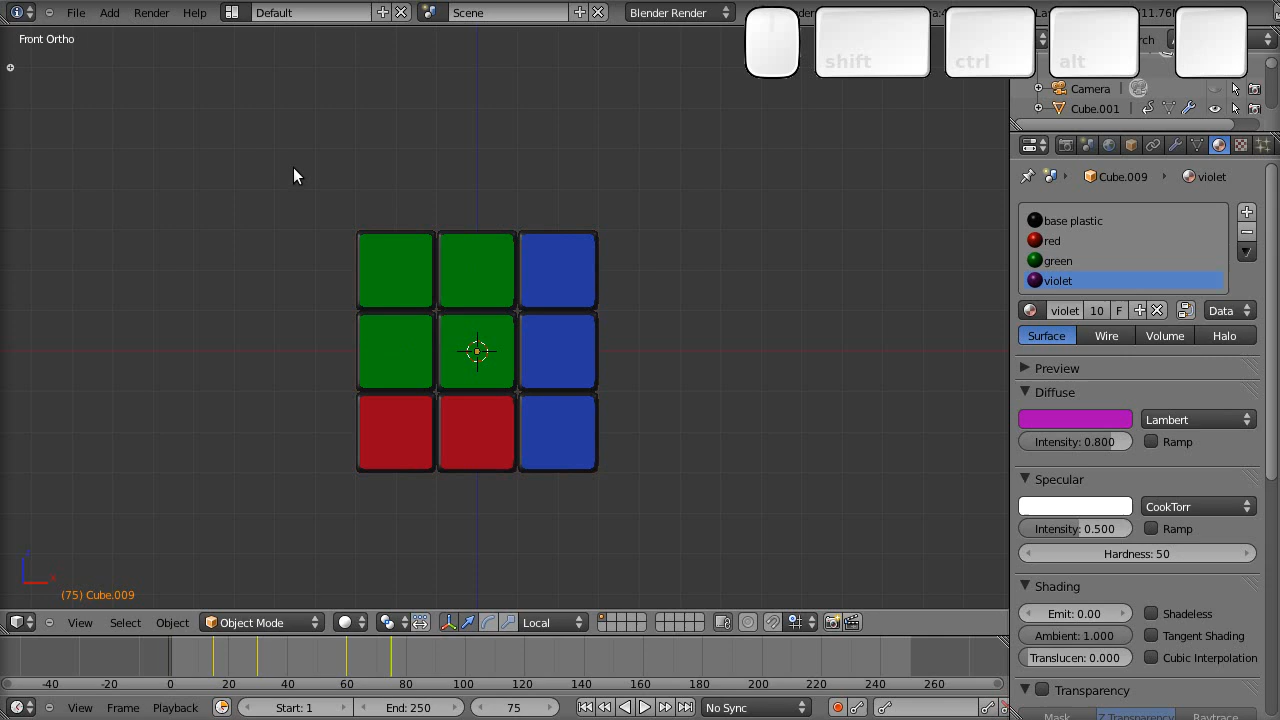 File Add Render Help Default Scene Blender Render 11.76M
Front Ortho
shift ctrl alt
Camera
Cube.001
Cube.009 violet
base plastic
red
green
violet
violet 10 F Data
Surface Wire Volume Halo
Preview
Diffuse
Lambert
Intensity: 0.800 Ramp
Specular
CookTorr
Intensity: 0.500 Ramp
Hardness: 50
Shading
Emit: 0.00 Shadeless
Ambient: 1.000 Tangent Shading
Translucen: 0.000 Cubic Interpolation
Transparency
Mask Z Transparency Raytrace
(75) Cube.009
View Select Object Object Mode Local
-40 -20 0 20 40 60 80 100 120 140 160 180 200 220 240 260
View Frame Playback Start: 1 End: 250 75 No Sync